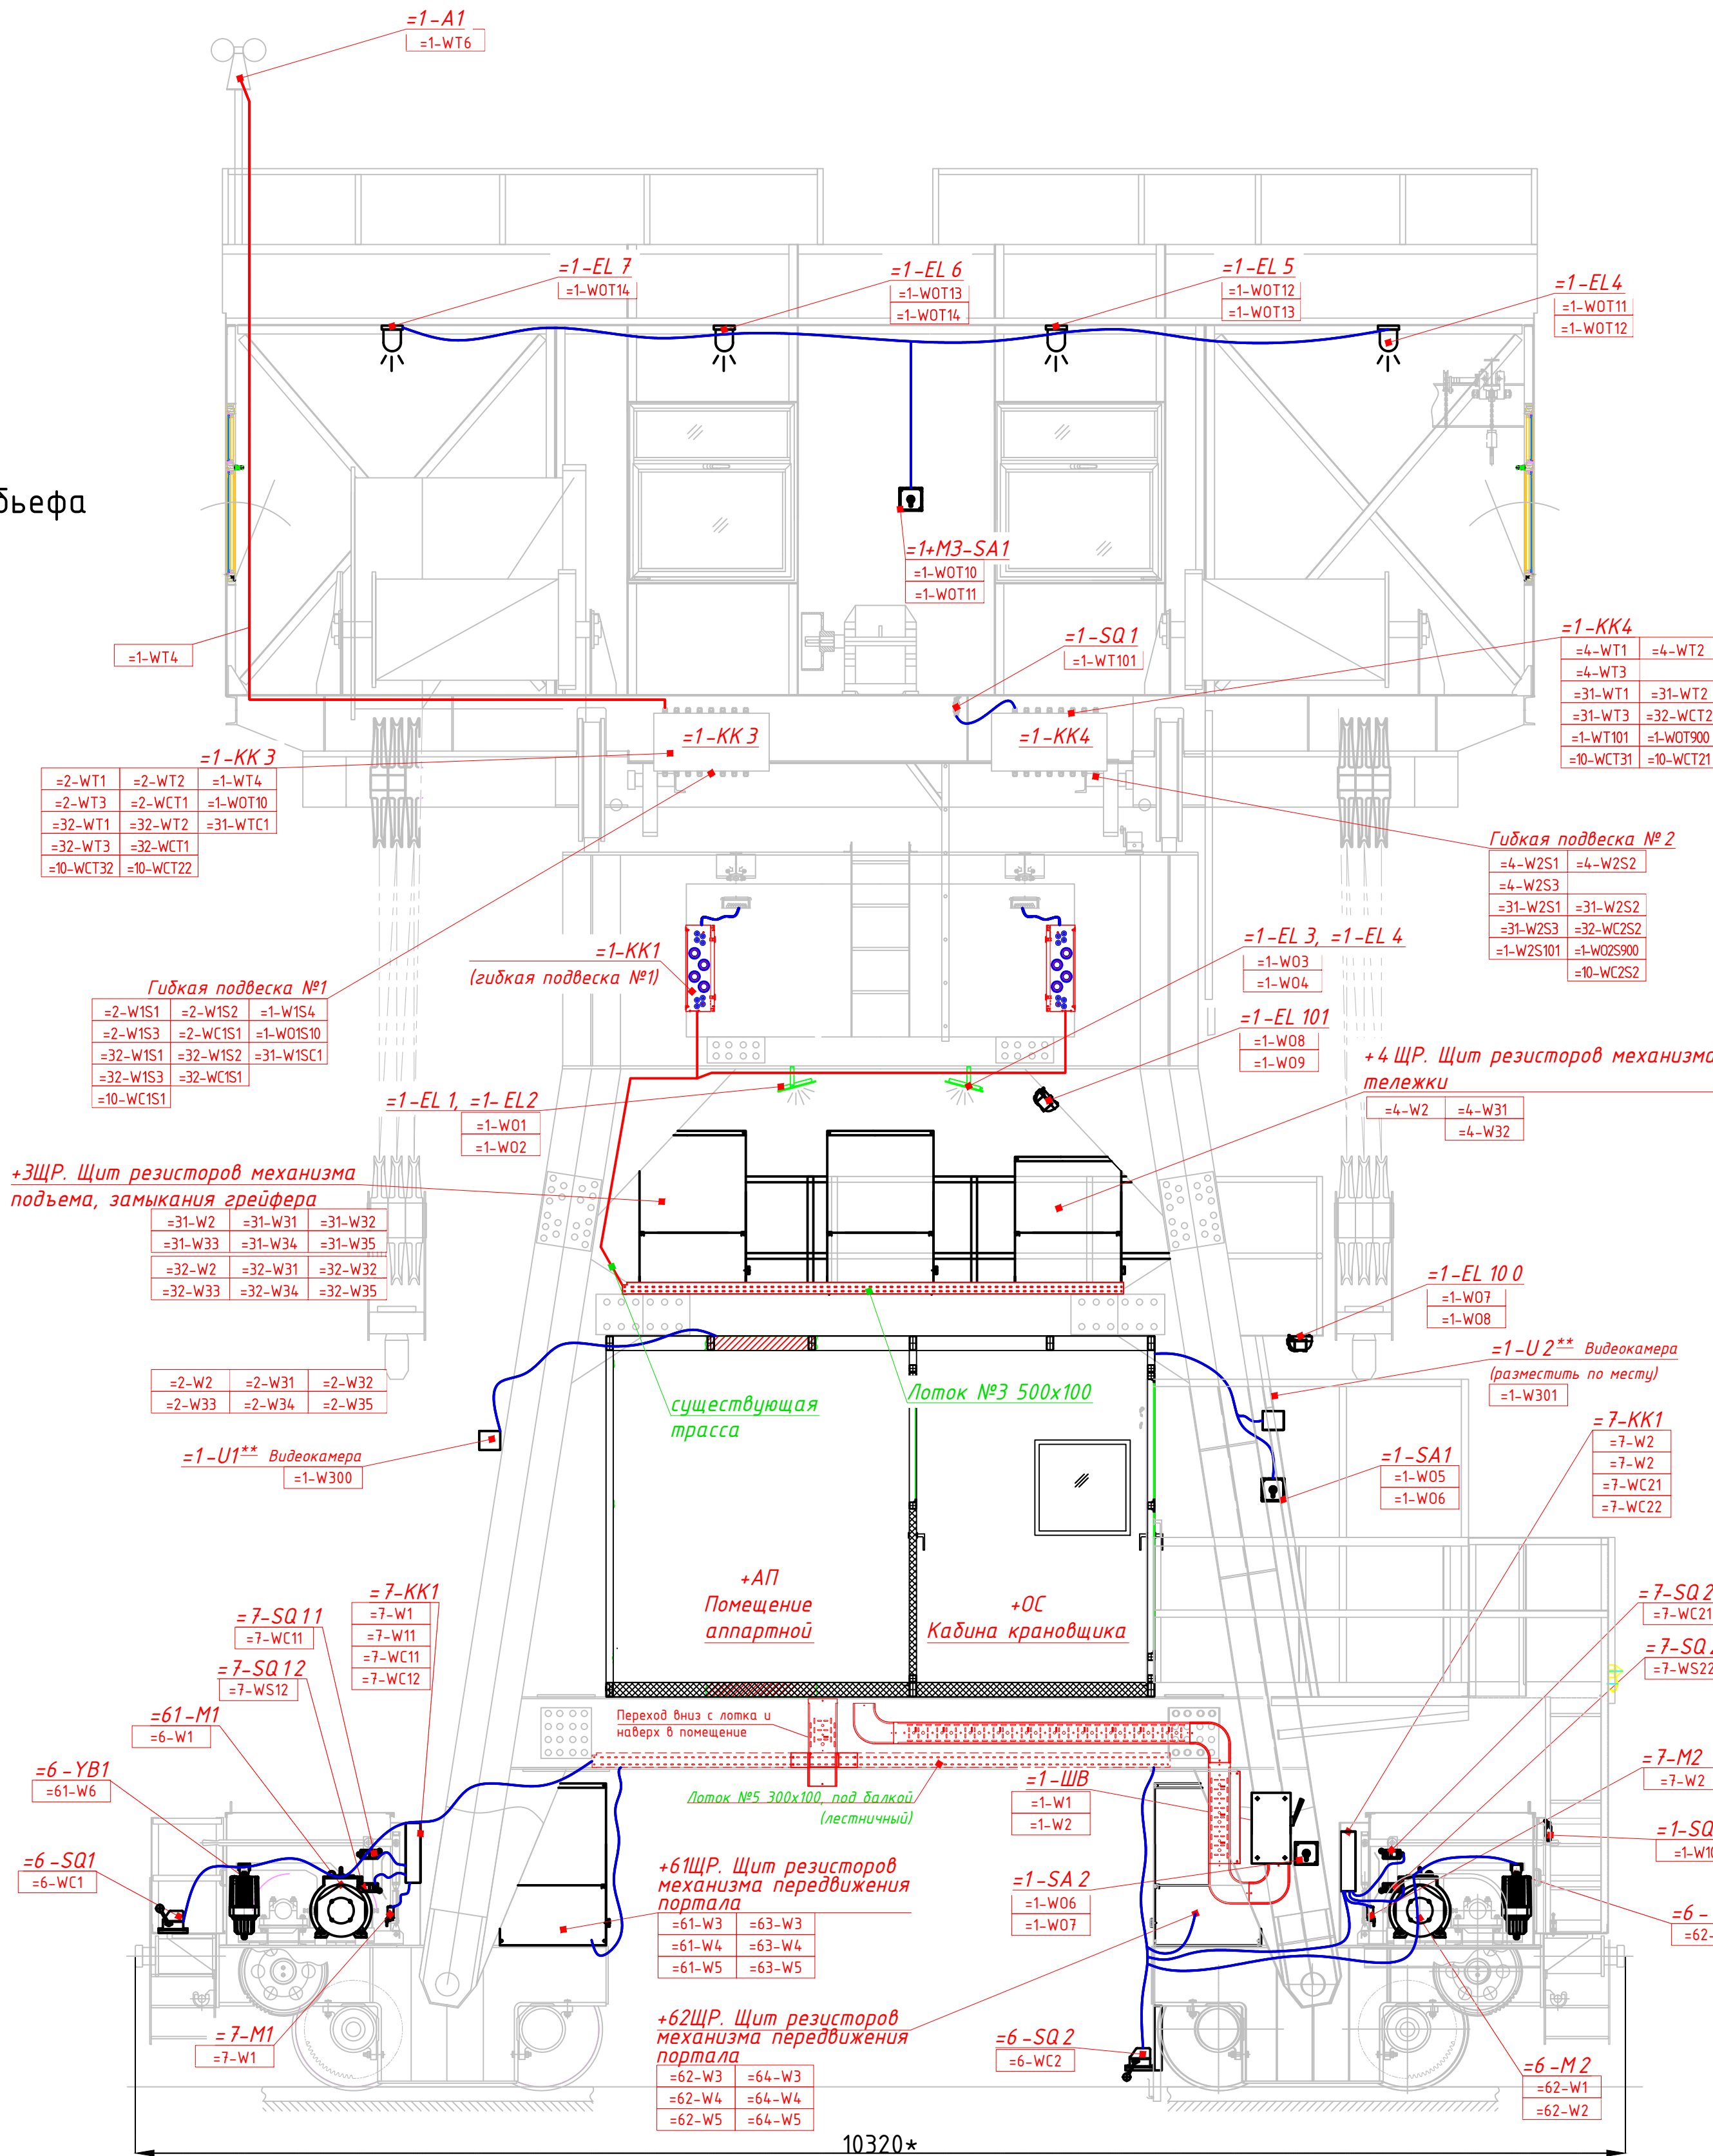 =1-A1
=1-WT6
=1-EL 7
=1-WOT14
=1-EL 6
=1-WOT13
=1-WOT14
=1-EL 5
=1-WOT12
=1-WOT13
=1-EL4
=1-WOT11
=1-WOT12
бьефа
=1+МЗ-SA1
=1-WOT10
=1-WOT11
=1-WT4
=1-SQ1
=1-WT101
=1-KK4
=4-WT1 =4-WT2
=4-WT3
=31-WT1 =31-WT2
=31-WT3 =32-WCT2
=1-WT101 =1-WOT900
=10-WCT31 =10-WCT21
=1-KK 3
=1-KK4
=1-KK 3
=2-WT1 =2-WT2 =1-WT4
=2-WT3 =2-WCT1 =1-WOT10
=32-WT1 =32-WT2 =31-WTC1
=32-WT3 =32-WCT1
=10-WCT32 =10-WCT22
Гибкая подвеска № 2
=4-W2S1 =4-W2S2
=4-W2S3
=31-W2S1 =31-W2S2
=31-W2S3 =32-WC2S2
=1-W2S101 =1-WO2S900
=10-WC2S2
=1-KK1
(гибкая подвеска №1)
=1-EL 3, =1-EL 4
=1-WO3
=1-WO4
Гибкая подвеска №1
=2-W1S1 =2-W1S2 =1-W1S4
=2-W1S3 =2-WC1S1 =1-WO1S10
=32-W1S1 =32-W1S2 =31-W1SC1
=32-W1S3 =32-WC1S1
=10-WC1S1
=1-EL 101
=1-WO8
=1-WO9
+4 ЩР. Щит резисторов механизма
тележки
=4-W2 =4-W31
=4-W32
=1-EL 1, =1-EL2
=1-WO1
=1-WO2
+3ЩР. Щит резисторов механизма
подъема, замыкания грейфера
=31-W2 =31-W31 =31-W32
=31-W33 =31-W34 =31-W35
=32-W2 =32-W31 =32-W32
=32-W33 =32-W34 =32-W35
=1-EL 10 0
=1-WO7
=1-WO8
=1-U 2** Видеокамера
(разместить по месту)
=1-W301
=2-W2 =2-W31 =2-W32
=2-W33 =2-W34 =2-W35
существующая
трасса
Лоток №3 500х100
=1-U1** Видеокамера
=1-W300
=1-SA1
=1-WO5
=1-WO6
=7-KK1
=7-W2
=7-W2
=7-WC21
=7-WC22
+АП
Помещение
аппартной
+ОС
Кабина крановщика
=7-KK1
=7-W1
=7-W11
=7-WC11
=7-WC12
=7-SQ11
=7-WC11
=7-SQ12
=7-WS12
=7-SQ2
=7-WC21
=7-SQ
=7-WS22
=61-M1
=6-W1
Переход вниз с лотка и
наверх в помещение
=6-YB1
=61-W6
=7-M2
=7-W2
=1-ШВ
=1-W1
=1-W2
Лоток №5 300х100, под балкой
(лестничный)
=6-SQ1
=6-WC1
=1-SQ
=1-W10
+61ЩР. Щит резисторов
механизма передвижения
портала
=61-W3 =63-W3
=61-W4 =63-W4
=61-W5 =63-W5
=1-SA 2
=1-WO6
=1-WO7
=6-
=62-
+62ЩР. Щит резисторов
механизма передвижения
портала
=62-W3 =64-W3
=62-W4 =64-W4
=62-W5 =64-W5
=7-M1
=7-W1
=6-SQ 2
=6-WC2
=6-M 2
=62-W1
=62-W2
10320*